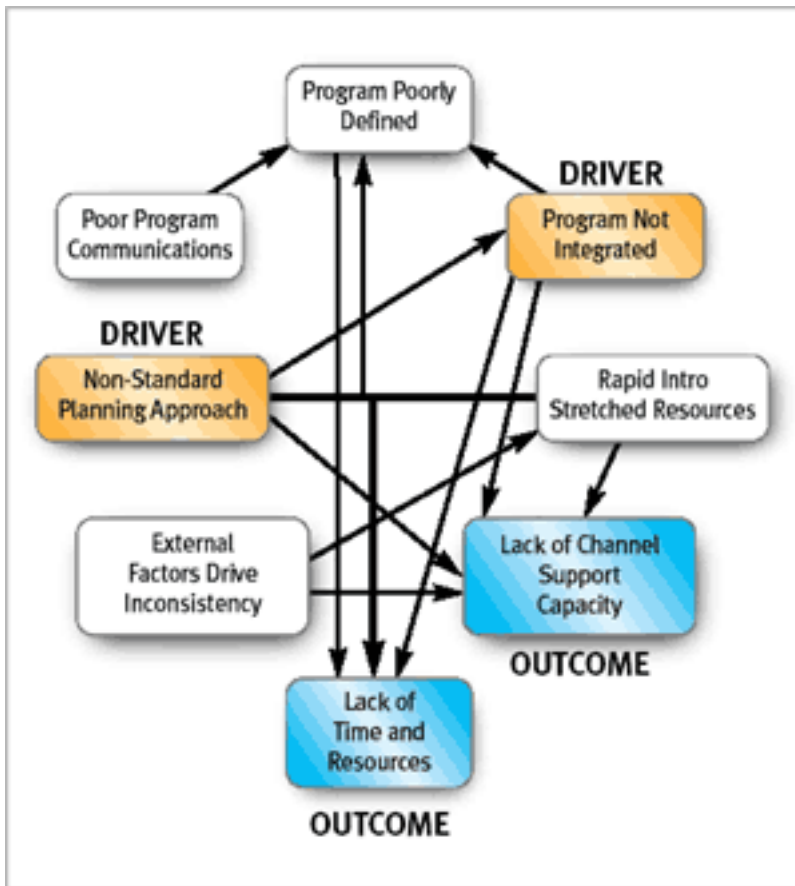 Program Poorly
Defined
DRIVER
Poor Program
Communications
Program Not
Integrated
DRIVER
Non-Standard
Planning Approach
Rapid Intro
Stretched Resources
External
Factors Drive
Inconsistency
Lack of Channel
Support
Capacity
OUTCOME
Lack of
Time and
Resources
OUTCOME